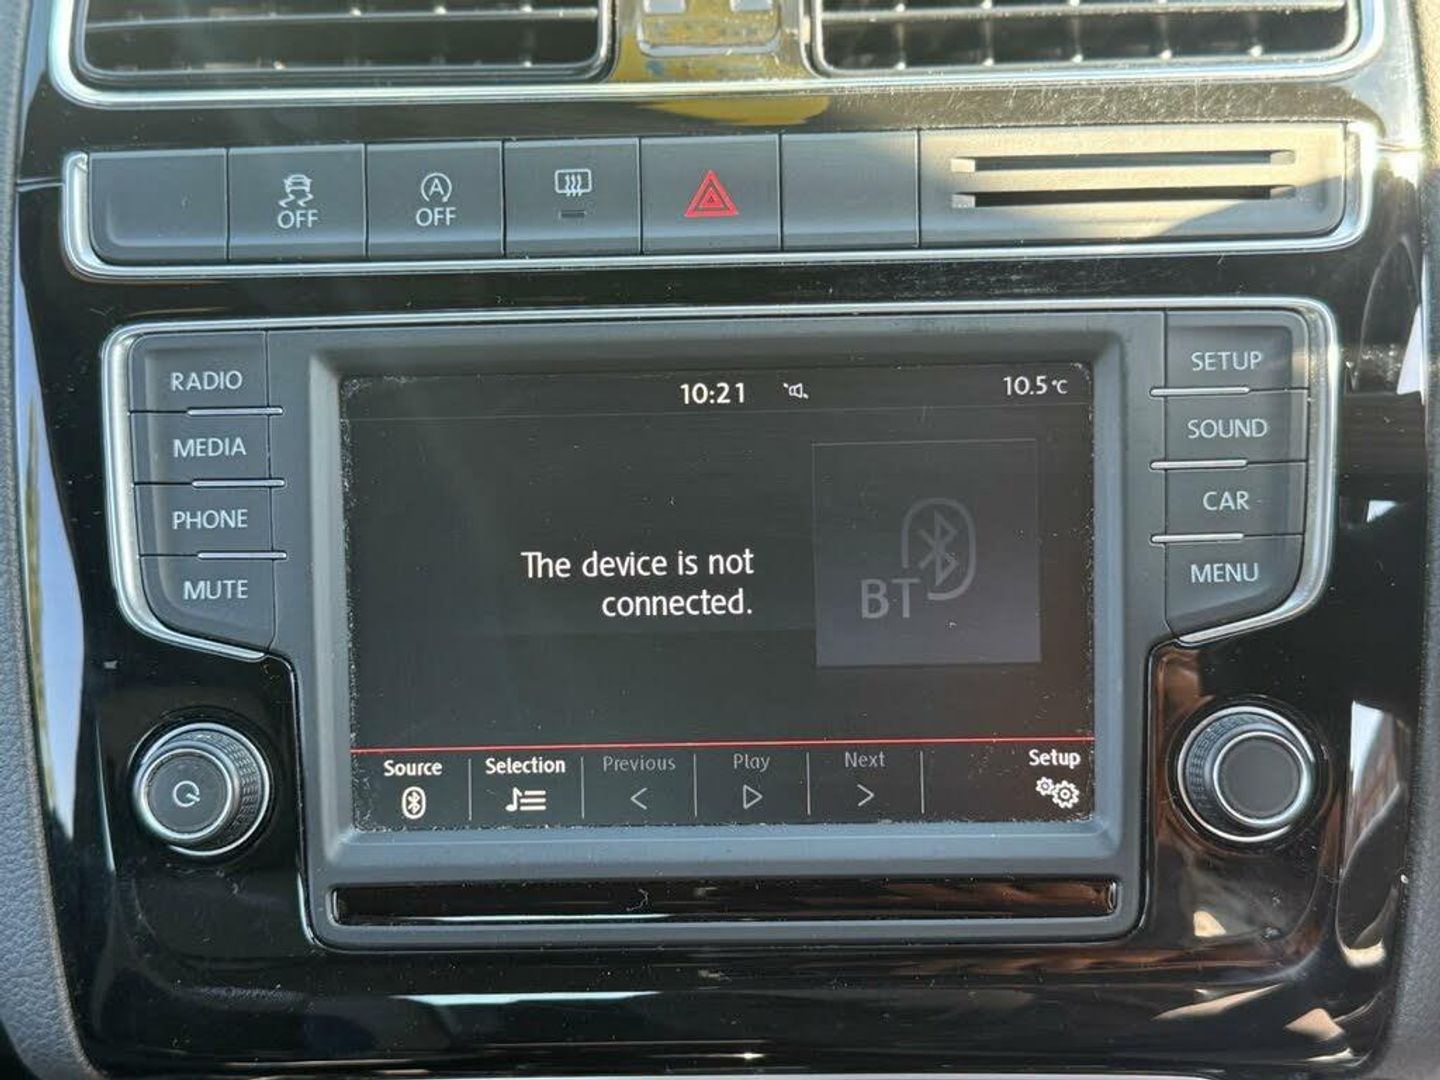 OFF
A
OFF
RADIO
MEDIA
PHONE
MUTE
10:21
10.5°C
The device is not
connected.
BT
Source
Selection
Previous
Play
Next
Setup
SETUP
SOUND
CAR
MENU